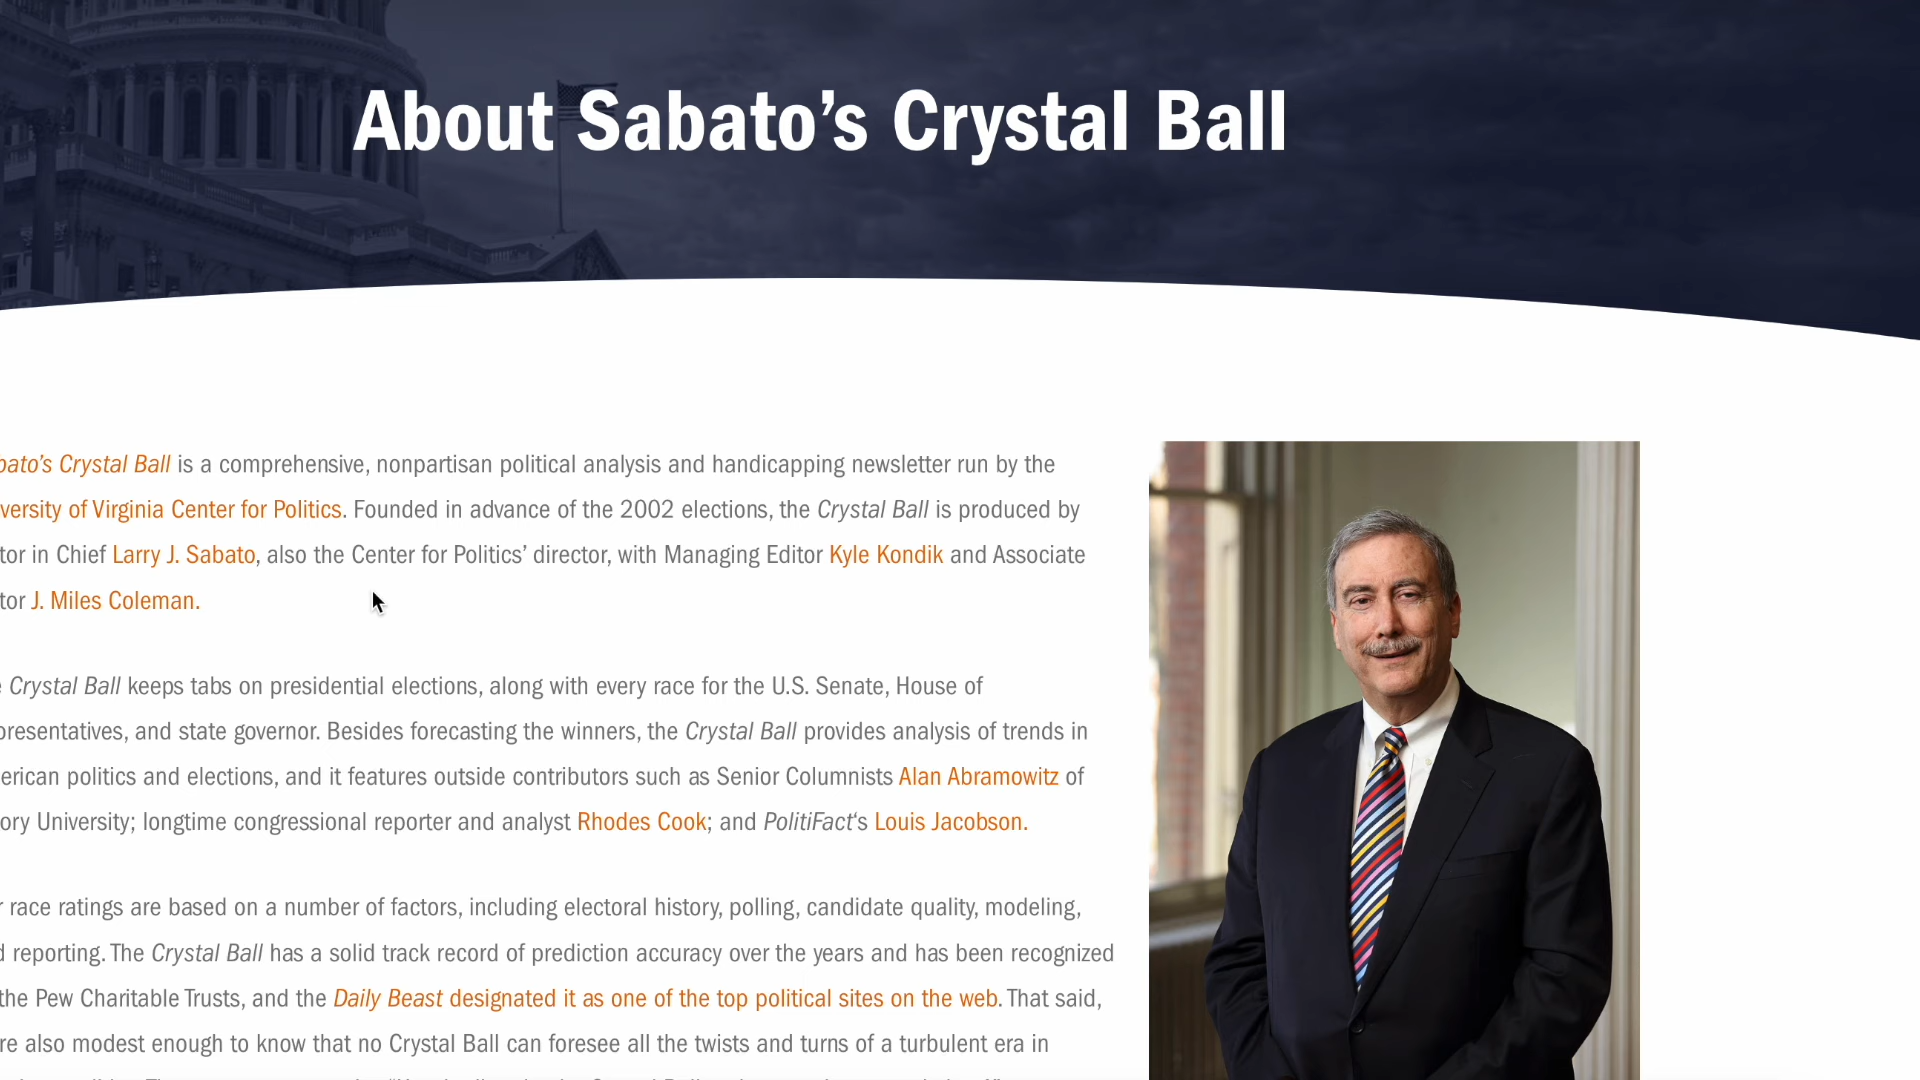 About Sabato’s Crystal Ball
bato’s Crystal Ball is a comprehensive, nonpartisan political analysis and handicapping newsletter run by the
versity of Virginia Center for Politics. Founded in advance of the 2002 elections, the Crystal Ball is produced by
tor in Chief Larry J. Sabato, also the Center for Politics’ director, with Managing Editor Kyle Kondik and Associate
tor J. Miles Coleman.
Crystal Ball keeps tabs on presidential elections, along with every race for the U.S. Senate, House of
presentatives, and state governor. Besides forecasting the winners, the Crystal Ball provides analysis of trends in
erican politics and elections, and it features outside contributors such as Senior Columnists Alan Abramowitz of
ory University; longtime congressional reporter and analyst Rhodes Cook; and PolitiFact‘s Louis Jacobson.
r race ratings are based on a number of factors, including electoral history, polling, candidate quality, modeling,
d reporting. The Crystal Ball has a solid track record of prediction accuracy over the years and has been recognized
the Pew Charitable Trusts, and the Daily Beast designated it as one of the top political sites on the web. That said,
re also modest enough to know that no Crystal Ball can foresee all the twists and turns of a turbulent era in